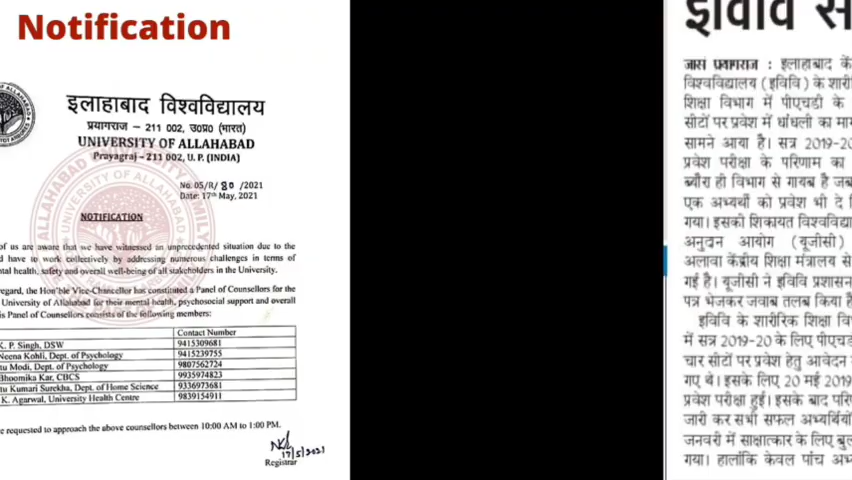 Notification
इलाहाबाद विश्वविद्यालय
प्रयागराज – 211 002, उ०प्र० (भारत)
UNIVERSITY OF ALLAHABAD
Prayagraj – 211 002, U. P. (INDIA)
No. 05/R/80/2021
Date: 17th May, 2021
NOTIFICATION
of us are aware that we have witnessed an unprecedented situation due to the
d have to work collectively by addressing numerous challenges in terms of
tal health, safety and overall well-being of all stakeholders in the University.
egard, the Hon'ble Vice-Chancellor has constituted a Panel of Counsellors for the
University of Allahabad for their mental health, psychosocial support and overall
is Panel of Counsellors consists of the following members:
Contact Number
K. P. Singh, DSW 9415309681
Neena Kohli, Dept. of Psychology 9415239755
tu Modi, Dept. of Psychology 9807562724
Bhoomika Kar, CBCS 9935974823
tu Kumari Surekha, Dept. of Home Science 9336973681
K. Agarwal, University Health Centre 9839154911
e requested to approach the above counsellors between 10:00 AM to 1:00 PM.
17/5/2021
Registrar
इविवि स
जासं प्रयागराज : इलाहाबाद कें
विश्वविद्यालय (इविवि) के शारी
शिक्षा विभाग में पीएचडी के
सीटों पर प्रवेश में धांधली का माम
सामने आया है। सत्र 2019-20
प्रवेश परीक्षा के परिणाम का
ब्यौरा ही विभाग से गायब है जब
एक अभ्यर्थी को प्रवेश भी दे दि
गया। इसकी शिकायत विश्वविद्या
अनुदान आयोग (यूजीसी)
अलावा केंद्रीय शिक्षा मंत्रालय से
गई है। यूजीसी ने इविवि प्रशासन
पत्र भेजकर जवाब तलब किया है
इविवि के शारीरिक शिक्षा वि
में सत्र 2019-20 के लिए पीएचडी
चार सीटों पर प्रवेश हेतु आवेदन
गए थे। इसके लिए 20 मई 2019
प्रवेश परीक्षा हुई। इसके बाद परि
जारी कर सभी सफल अभ्यर्थियों
जनवरी में साक्षात्कार के लिए बुल
गया। हालांकि केवल पांच अभ्य